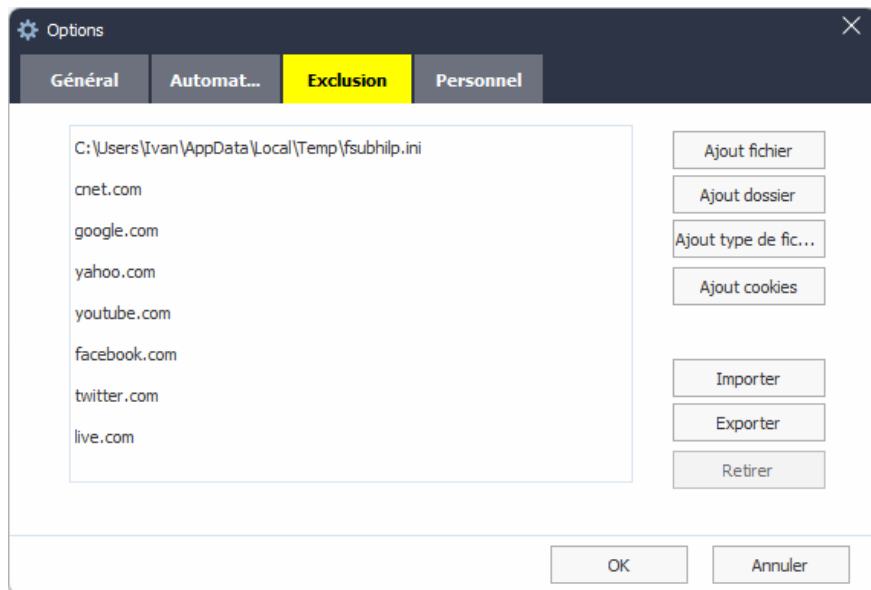 Options
Général
Automat...
Exclusion
Personnel
C:\Users\Ivan\AppData\Local\Temp\fsubhilp.ini
cnet.com
google.com
yahoo.com
youtube.com
facebook.com
twitter.com
live.com
Ajout fichier
Ajout dossier
Ajout type de fic...
Ajout cookies
Importer
Exporter
Retirer
OK
Annuler